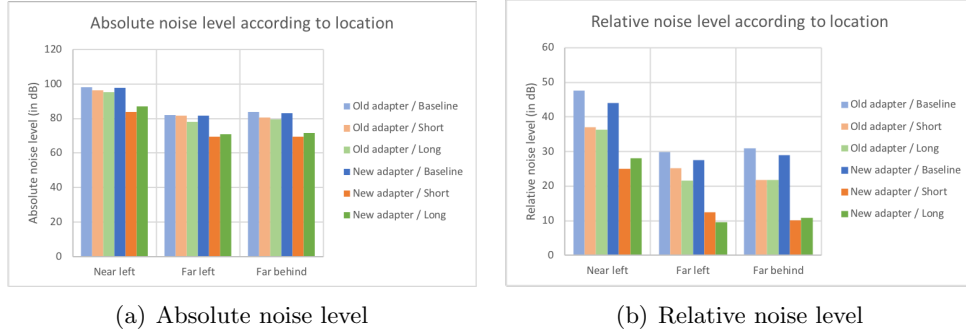 Absolute noise level according to location
Absolute noise level (in dB)
120
100
80
60
40
20
0
Near left
Far left
Far behind
Old adapter / Baseline
Old adapter / Short
Old adapter / Long
New adapter / Baseline
New adapter / Short
New adapter / Long
(a) Absolute noise level
Relative noise level according to location
Relative noise level (in dB)
60
50
40
30
20
10
0
Near left
Far left
Far behind
Old adapter / Baseline
Old adapter / Short
Old adapter / Long
New adapter / Baseline
New adapter / Short
New adapter / Long
(b) Relative noise level